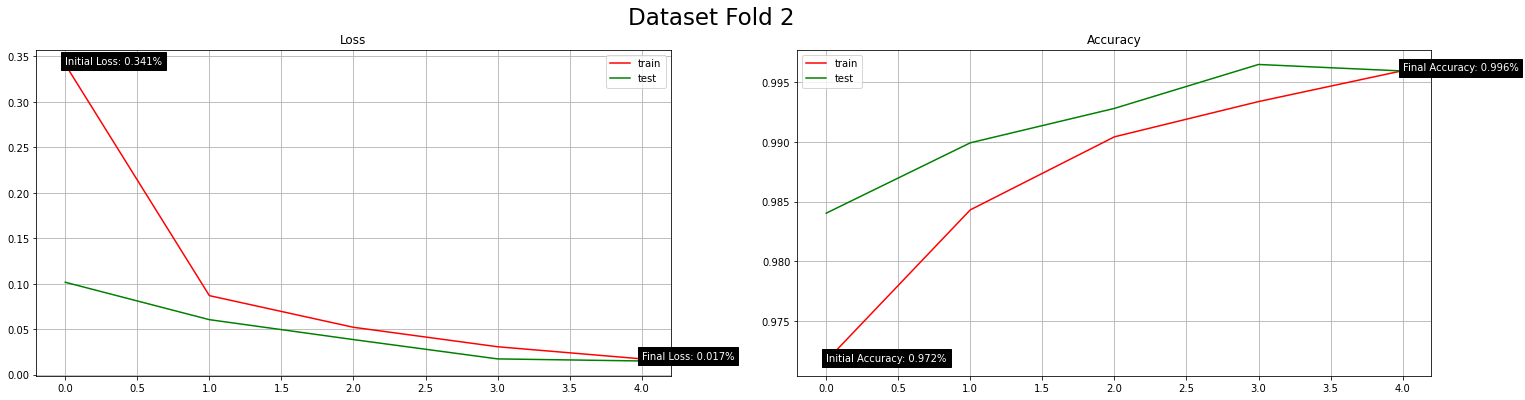 Dataset Fold 2
Loss
Initial Loss: 0.341%
train
test
0.35
0.30
0.25
0.20
0.15
0.10
0.05
0.00
Final Loss: 0.017%
0.0 0.5 1.0 1.5 2.0 2.5 3.0 3.5 4.0
Accuracy
train
test
Final Accuracy: 0.996%
0.995
0.990
0.985
0.980
0.975
Initial Accuracy: 0.972%
0.0 0.5 1.0 1.5 2.0 2.5 3.0 3.5 4.0